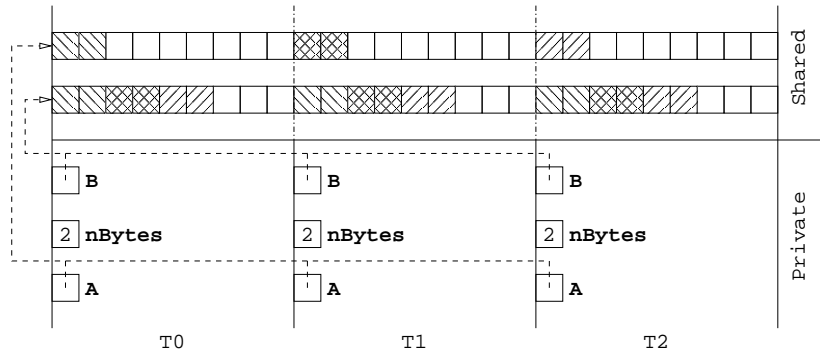 Shared
B B B
2 nBytes 2 nBytes 2 nBytes
Private
A A A
T0 T1 T2